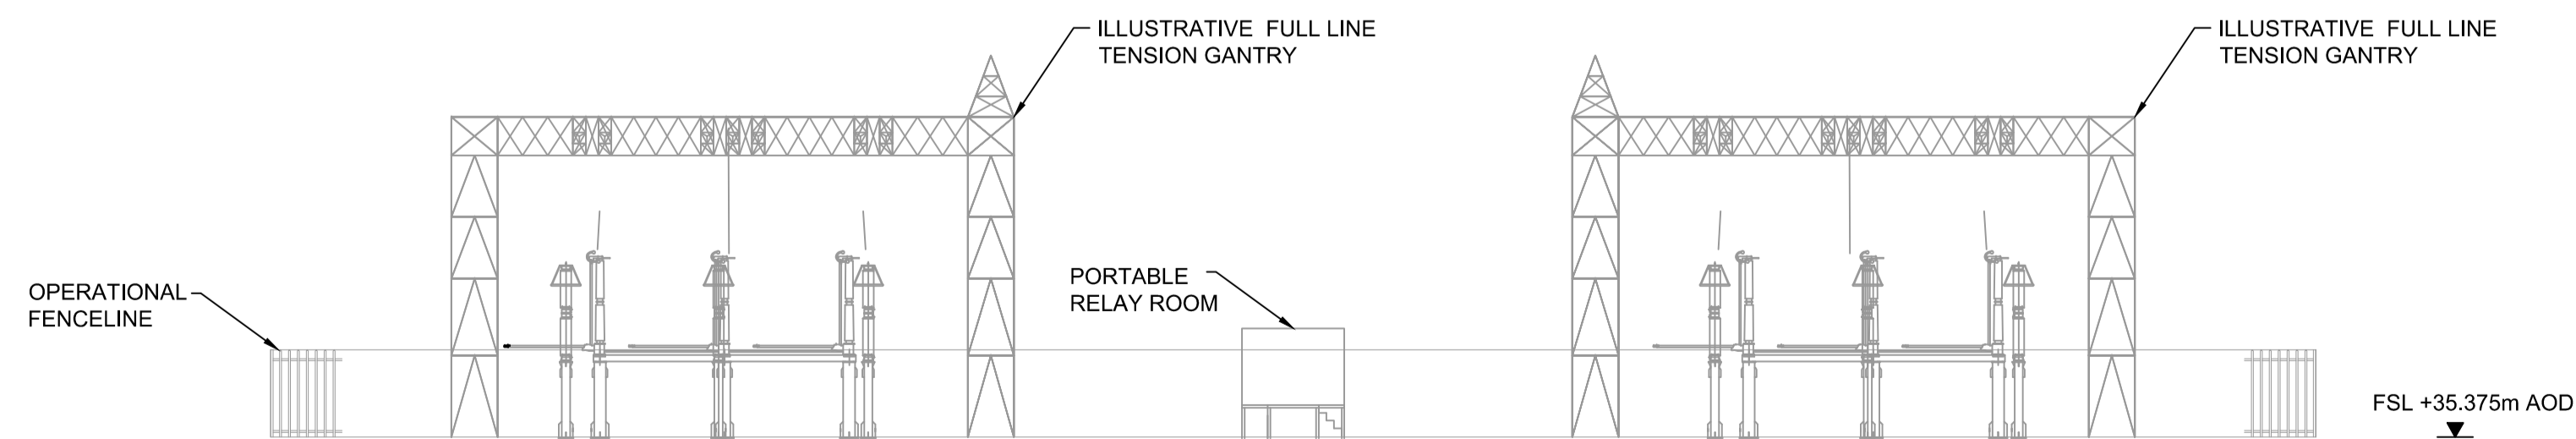 ILLUSTRATIVE FULL LINE
TENSION GANTRY
ILLUSTRATIVE FULL LINE
TENSION GANTRY
OPERATIONAL
FENCELINE
PORTABLE
RELAY ROOM
FSL +35.375m AOD